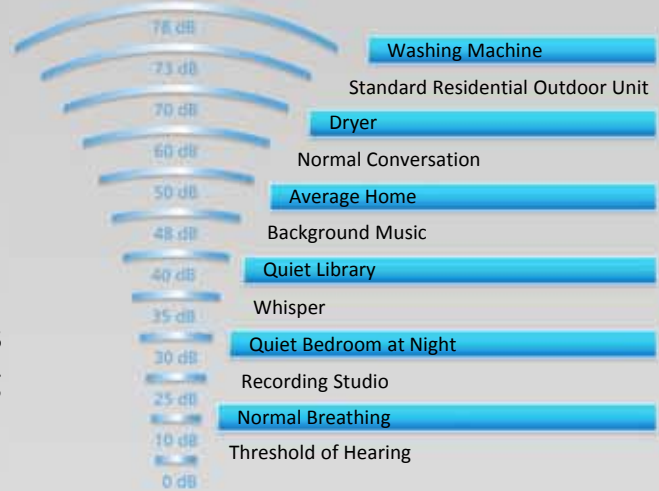 78 dB
Washing Machine
73 dB
Standard Residential Outdoor Unit
70 dB
Dryer
60 dB
Normal Conversation
50 dB
Average Home
48 dB
Background Music
40 dB
Quiet Library
35 dB
Whisper
30 dB
Quiet Bedroom at Night
25 dB
Recording Studio
10 dB
Normal Breathing
0 dB
Threshold of Hearing